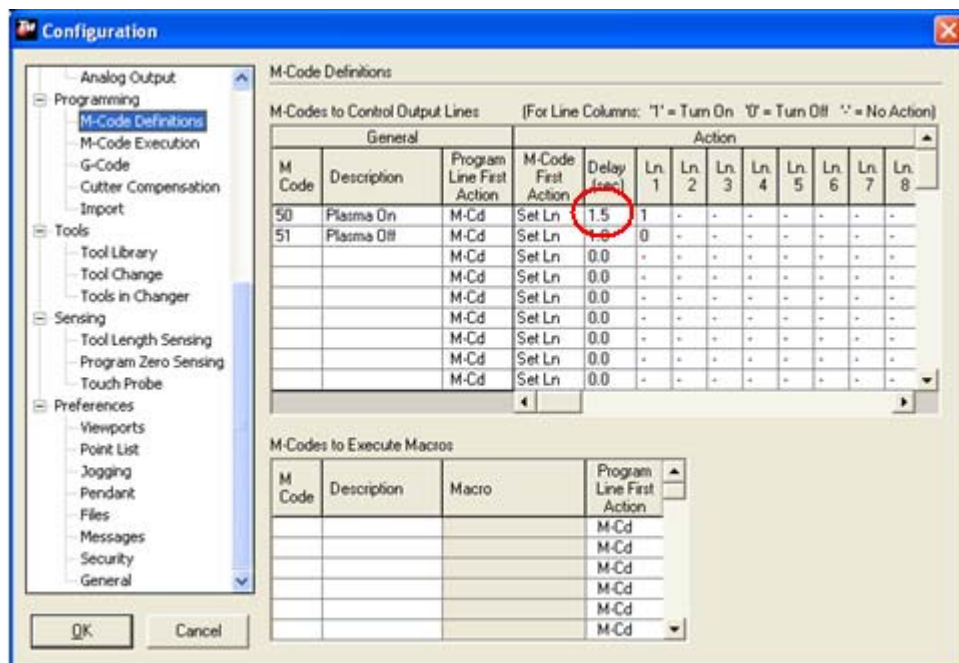 Configuration
Analog Output
Programming
M-Code Definitions
M-Code Execution
G-Code
Cutter Compensation
Import
Tools
Tool Library
Tool Change
Tools in Changer
Sensing
Tool Length Sensing
Program Zero Sensing
Touch Probe
Preferences
Viewports
Point List
Jogging
Pendant
Files
Messages
Security
General
OK Cancel
M-Code Definitions
M-Codes to Control Output Lines (For Line Columns: '1' = Turn On '0' = Turn Off '-' = No Action)
General Action
M Code Description Program Line First Action M-Code First Action Delay (sec) Ln. 1 Ln. 2 Ln. 3 Ln. 4 Ln. 5 Ln. 6 Ln. 7 Ln. 8
50 Plasma On M-Cd Set Ln 1.5 1 - - - - - - -
51 Plasma Off M-Cd Set Ln 1.0 0 - - - - - - -
M-Cd Set Ln 0.0 - - - - - - - -
M-Cd Set Ln 0.0 - - - - - - - -
M-Cd Set Ln 0.0 - - - - - - - -
M-Cd Set Ln 0.0 - - - - - - - -
M-Cd Set Ln 0.0 - - - - - - - -
M-Cd Set Ln 0.0 - - - - - - - -
M-Cd Set Ln 0.0 - - - - - - - -
M-Codes to Execute Macros
M Code Description Macro Program Line First Action
M-Cd
M-Cd
M-Cd
M-Cd
M-Cd
M-Cd